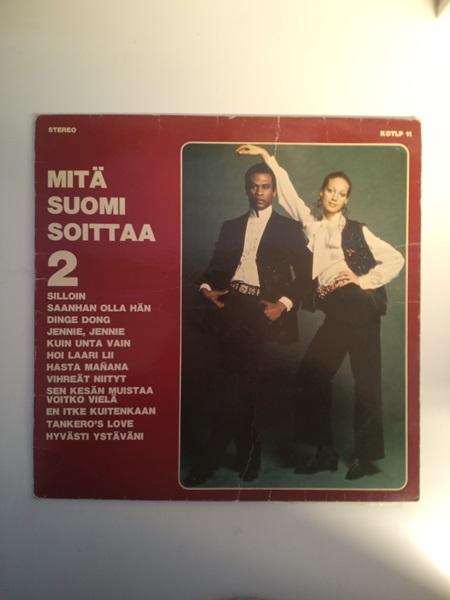 STEREO
KOTLP 11
MITÄ
SUOMI
SOITTAA
2
SILLOIN
SAANHAN OLLA HÄN
DINGE DONG
JENNIE, JENNIE
KUIN UNTA VAIN
HOI LAARI LII
HASTA MAÑANA
VIHREÄT NIITYT
SEN KESÄN MUISTAA
VOITKO VIELÄ
EN ITKE KUITENKAAN
TANKERO'S LOVE
HYVÄSTI YSTÄVÄNI